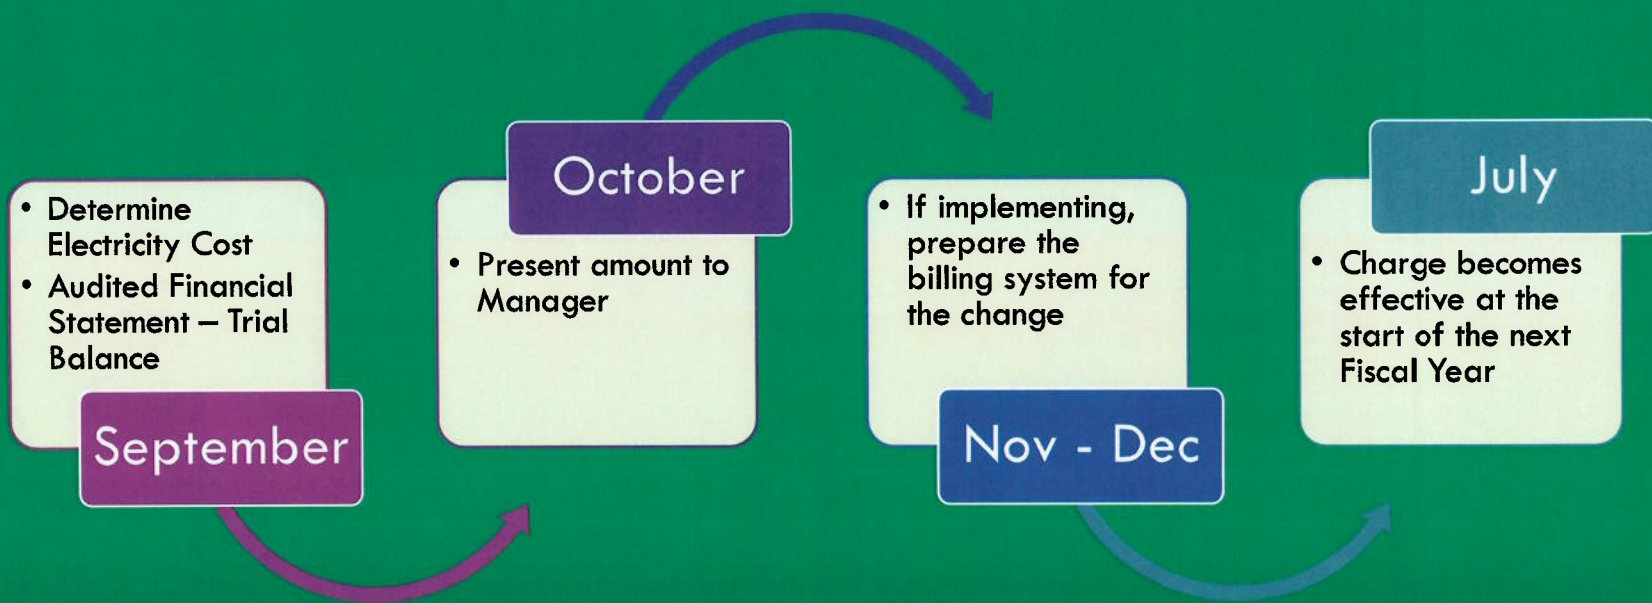 • Determine
Electricity Cost
• Audited Financial
Statement – Trial
Balance
September
October
• Present amount to
Manager
• If implementing,
prepare the
billing system for
the change
Nov - Dec
July
• Charge becomes
effective at the
start of the next
Fiscal Year